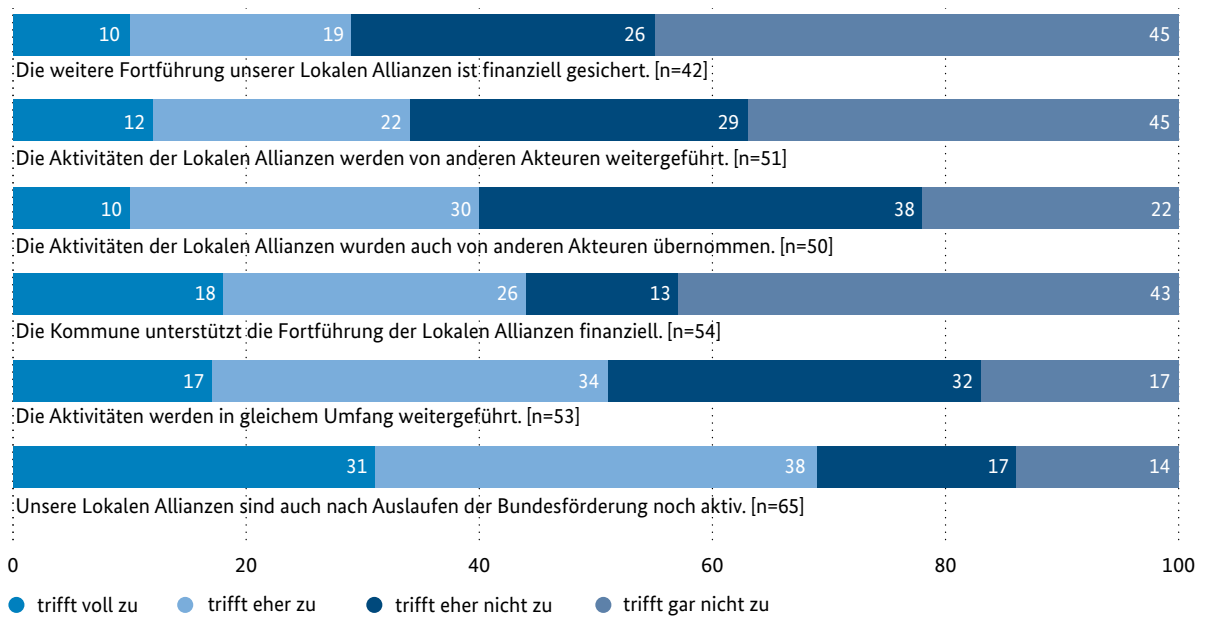 10 19 26 45
Die weitere Fortführung unserer Lokalen Allianzen ist finanziell gesichert. [n=42]
12 22 29 45
Die Aktivitäten der Lokalen Allianzen werden von anderen Akteuren weitergeführt. [n=51]
10 30 38 22
Die Aktivitäten der Lokalen Allianzen wurden auch von anderen Akteuren übernommen. [n=50]
18 26 13 43
Die Kommune unterstützt die Fortführung der Lokalen Allianzen finanziell. [n=54]
17 34 32 17
Die Aktivitäten werden in gleichem Umfang weitergeführt. [n=53]
31 38 17 14
Unsere Lokalen Allianzen sind auch nach Auslaufen der Bundesförderung noch aktiv. [n=65]
0 20 40 60 80 100
trifft voll zu trifft eher zu trifft eher nicht zu trifft gar nicht zu